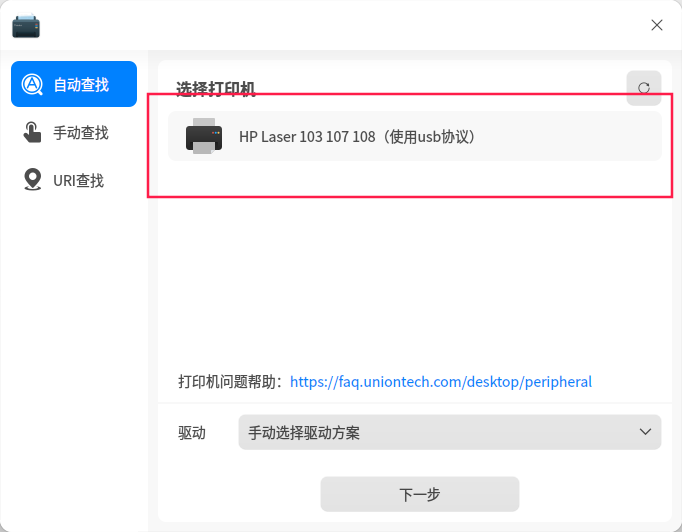 自动查找
手动查找
URI查找
选择打印机
HP Laser 103 107 108（使用usb协议）
打印机问题帮助：https://faq.uniontech.com/desktop/peripheral
驱动 手动选择驱动方案
下一步